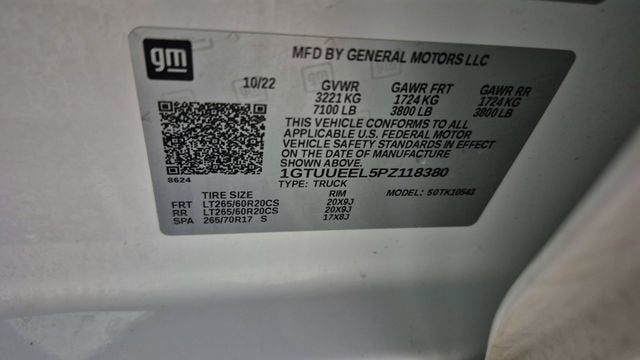 gm
MFD BY GENERAL MOTORS LLC
10/22 GVWR GAWR FRT GAWR RR
3221 KG 1724 KG 1724 KG
7100 LB 3800 LB 3800 LB
THIS VEHICLE CONFORMS TO ALL
APPLICABLE U.S. FEDERAL MOTOR
VEHICLE SAFETY STANDARDS IN EFFECT
ON THE DATE OF MANUFACTURE
SHOWN ABOVE.
8624
1GTUUEEL5PZ118380
TYPE: TRUCK MODEL: 50TK10543
TIRE SIZE RIM
FRT LT265/60R20CS 20X9J
RR LT265/60R20CS 20X9J
SPA 265/70R17 S 17X8J